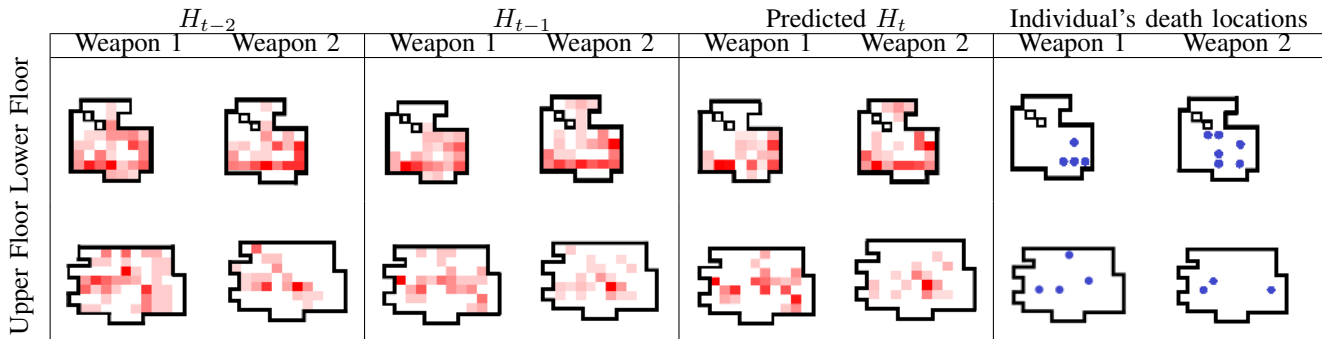 H_{t−2} H_{t−1} Predicted H_t Individual's death locations
Weapon 1 Weapon 2 Weapon 1 Weapon 2 Weapon 1 Weapon 2 Weapon 1 Weapon 2
Lower Floor
Upper Floor